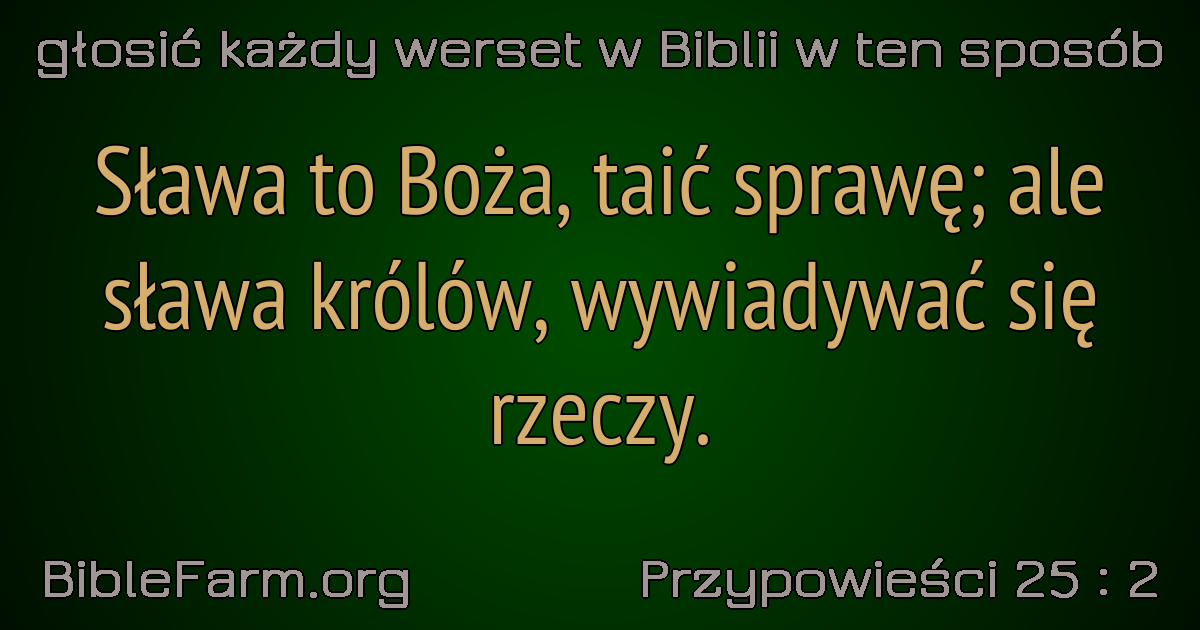 głosić każdy werset w Biblii w ten sposób
Sława to Boża, taić sprawę; ale
sława królów, wywiadywać się
rzeczy.
BibleFarm.org
Przypowieści 25 : 2